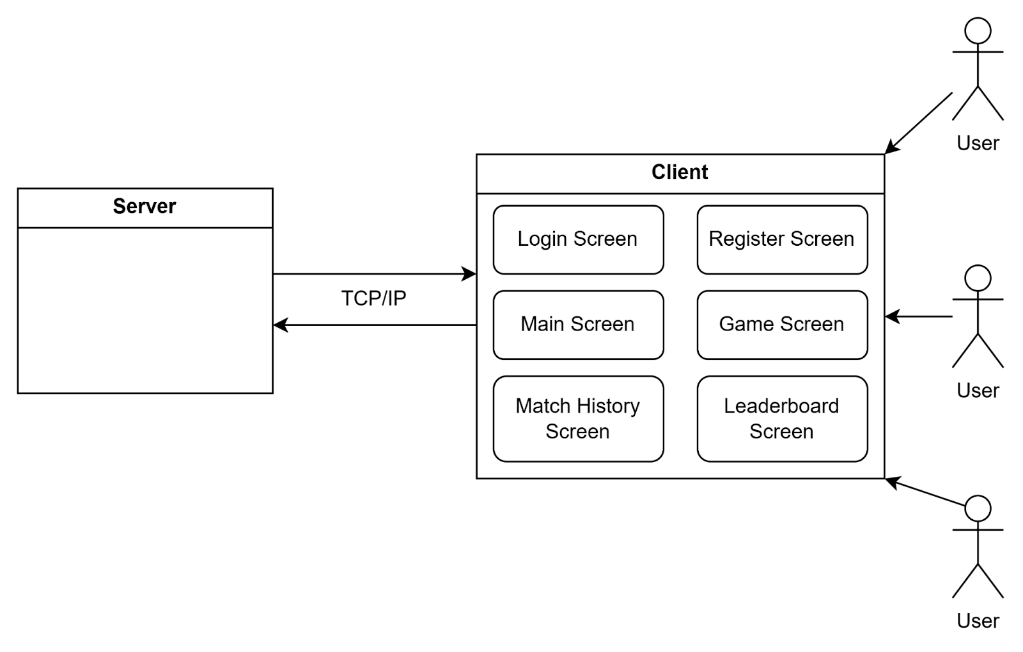 User
Client
Server
Login Screen
Register Screen
TCP/IP
Main Screen
Game Screen
User
Match History
Screen
Leaderboard
Screen
User